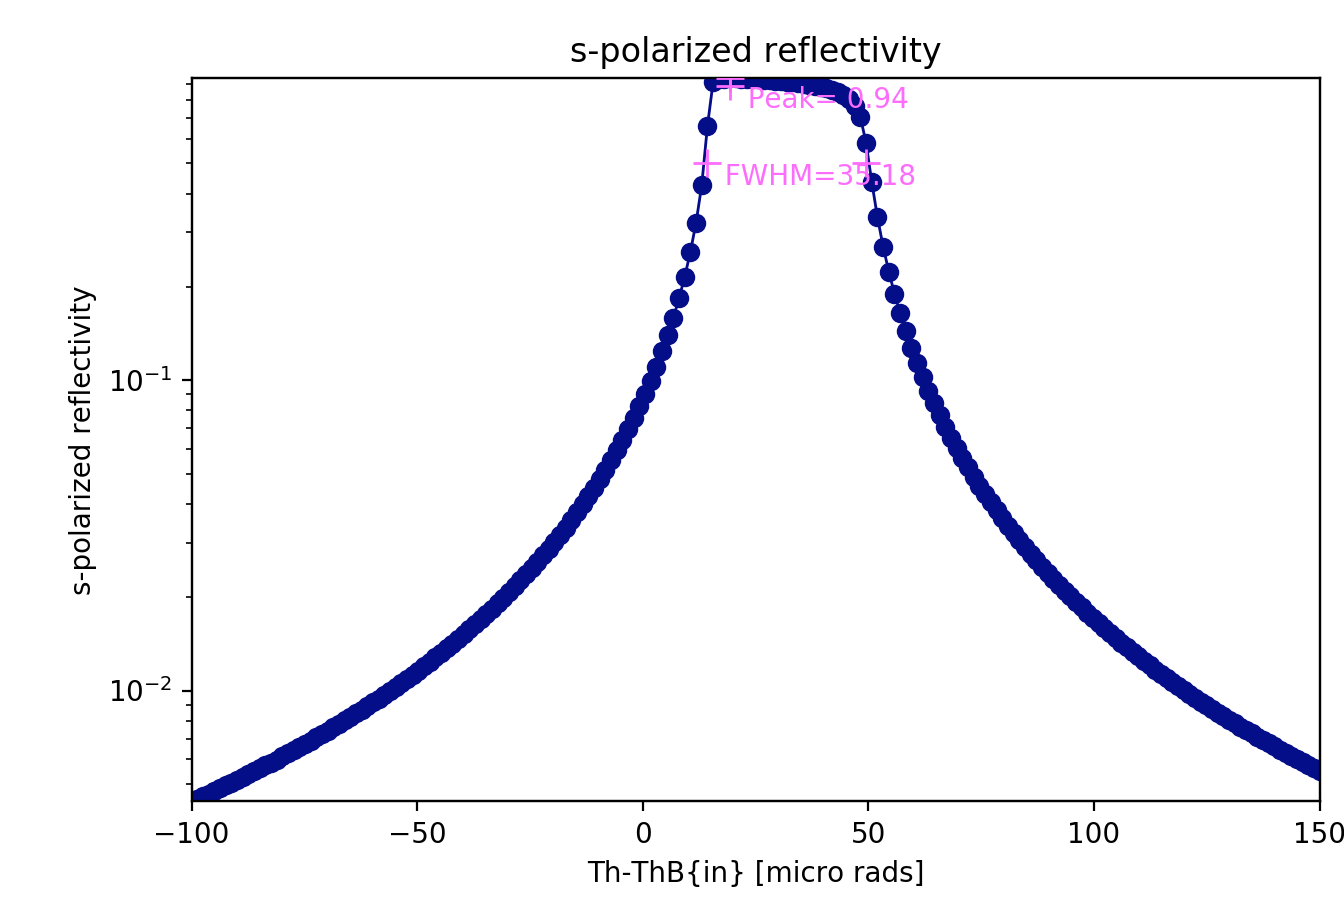 s-polarized reflectivity
Peak= 0.94
FWHM=35.18
s-polarized reflectivity
10⁻¹
10⁻²
−100 −50 0 50 100 150
Th-ThB{in} [micro rads]